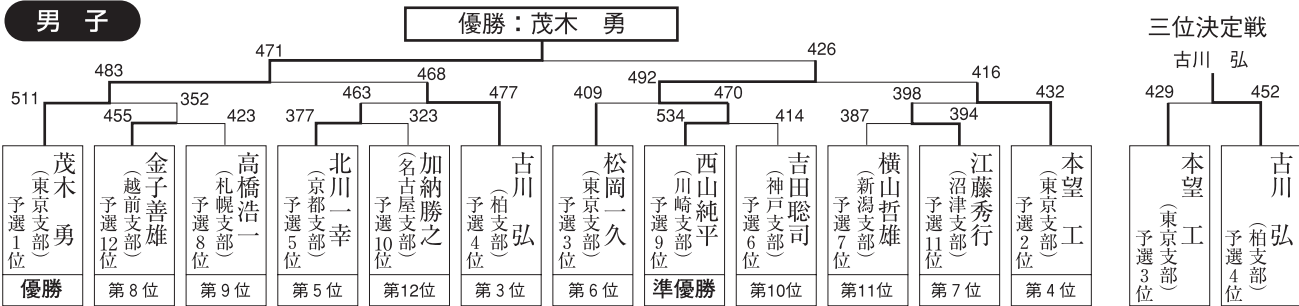 男子
優勝：茂木　勇
三位決定戦
古川　弘
471
426
483
468
492
416
511
352
463
477
409
470
398
432
429
452
455
423
377
323
534
414
387
394
茂木　勇
（東京支部）
予選1位
優勝
金子善雄
（越前支部）
予選12位
第8位
高橋浩一
（札幌支部）
予選8位
第9位
北川一幸
（京都支部）
予選5位
第5位
加納勝之
（名古屋支部）
予選10位
第12位
古川　弘
（柏支部）
予選4位
第3位
松岡一久
（東京支部）
予選3位
第6位
西山純平
（川崎支部）
予選9位
準優勝
吉田聡司
（神戸支部）
予選6位
第10位
横山哲雄
（新潟支部）
予選7位
第11位
江藤秀行
（沼津支部）
予選11位
第7位
本望　工
（東京支部）
予選2位
第4位
本望　工
（東京支部）
予選3位
古川　弘
（柏支部）
予選4位